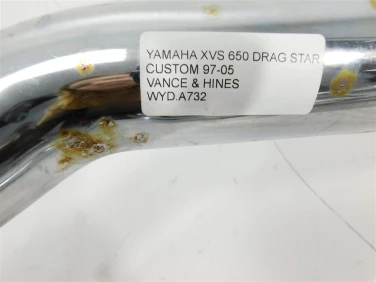 YAMAHA XVS 650 DRAG STAR
CUSTOM 97-05
VANCE & HINES
WYD.A732